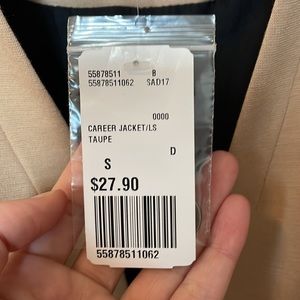 55878511 B
55878511062 SAD17
0000
CAREER JACKET/LS
TAUPE
D
S
$27.90
55878511062